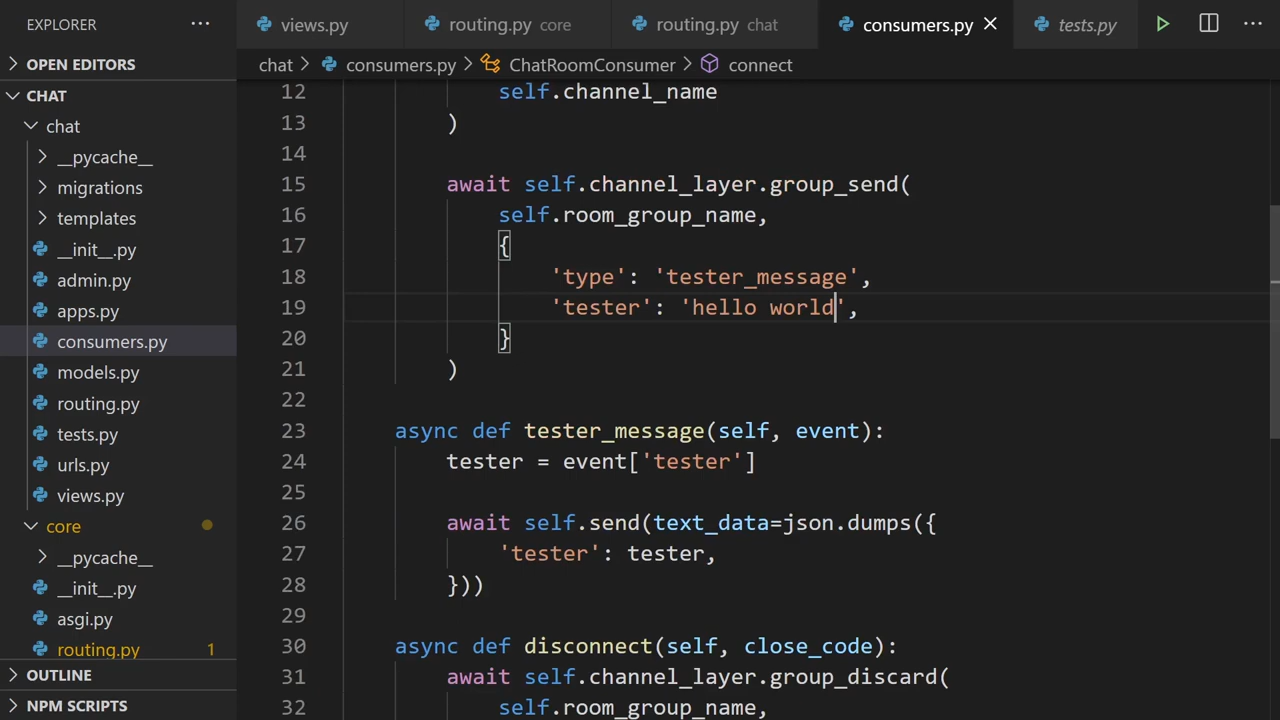 EXPLORER
views.py
routing.py core
routing.py chat
consumers.py
tests.py
OPEN EDITORS
chat > consumers.py > ChatRoomConsumer > connect
CHAT
chat
__pycache__
migrations
templates
__init__.py
admin.py
apps.py
consumers.py
models.py
routing.py
tests.py
urls.py
views.py
core
__pycache__
__init__.py
asgi.py
routing.py 1
OUTLINE
NPM SCRIPTS
12 self.channel_name
13 )
14
15 await self.channel_layer.group_send(
16 self.room_group_name,
17 {
18 'type': 'tester_message',
19 'tester': 'hello world',
20 }
21 )
22
23 async def tester_message(self, event):
24 tester = event['tester']
25
26 await self.send(text_data=json.dumps({
27 'tester': tester,
28 }))
29
30 async def disconnect(self, close_code):
31 await self.channel_layer.group_discard(
32 self.room_group_name,